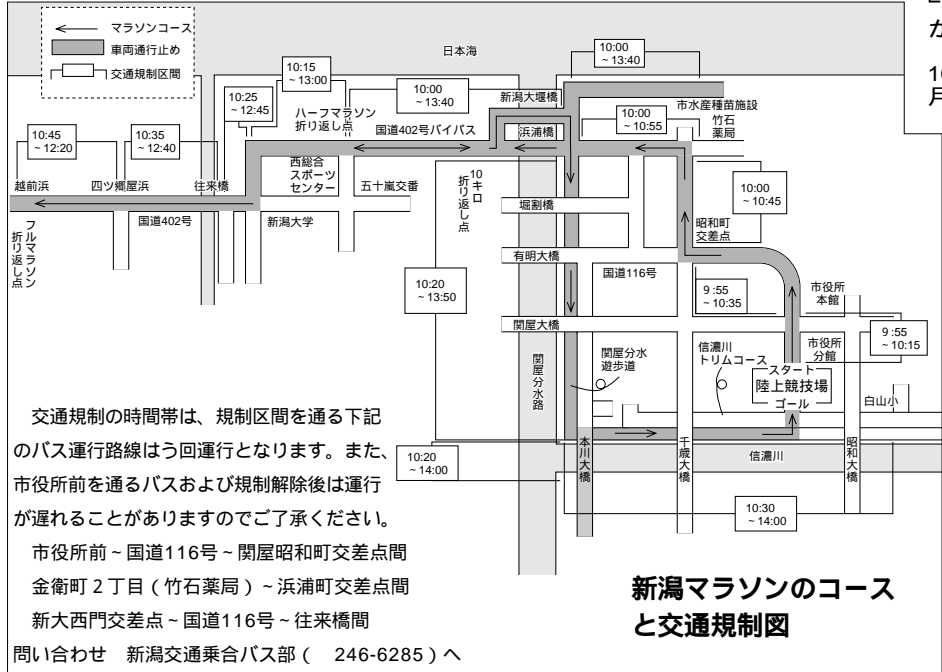 マラソンコース
車両通行止め
交通規制区間
日本海
10:00
~13:40
10:15
~13:00
10:00
~13:40
新潟大堰橋
市水産種苗施設
10:25
~12:45
ハーフマラソン
折り返し点
国道402号バイパス
浜浦橋
10:00
~10:55
竹石
薬局
10:45
~12:20
10:35
~12:40
越前浜
四ツ郷屋浜
往来橋
西総合
スポーツ
センター
五十嵐交番
10キロ
折り返し点
10:00
~10:45
堀割橋
国道402号
新潟大学
昭和町
交差点
フルマラソン
折り返し点
有明大橋
国道116号
10:20
~13:50
9:55
~10:35
市役所
本館
関屋大橋
9:55
~10:15
関屋分水路
関屋分水
遊歩道
信濃川
トリムコース
市役所
分館
スタート
陸上競技場
ゴール
白山小
10:20
~14:00
本川大橋
千歳大橋
信濃川
昭和大橋
10:30
~14:00
交通規制の時間帯は、規制区間を通る下記
のバス運行路線はう回運行となります。また、
市役所前を通るバスおよび規制解除後は運行
が遅れることがありますのでご了承ください。
市役所前~国道116号~関屋昭和町交差点間
金衛町2丁目(竹石薬局)~浜浦町交差点間
新大西門交差点~国道116号~往来橋間
問い合わせ 新潟交通乗合バス部( 246-6285)へ
新潟マラソンのコース
と交通規制図
か
月